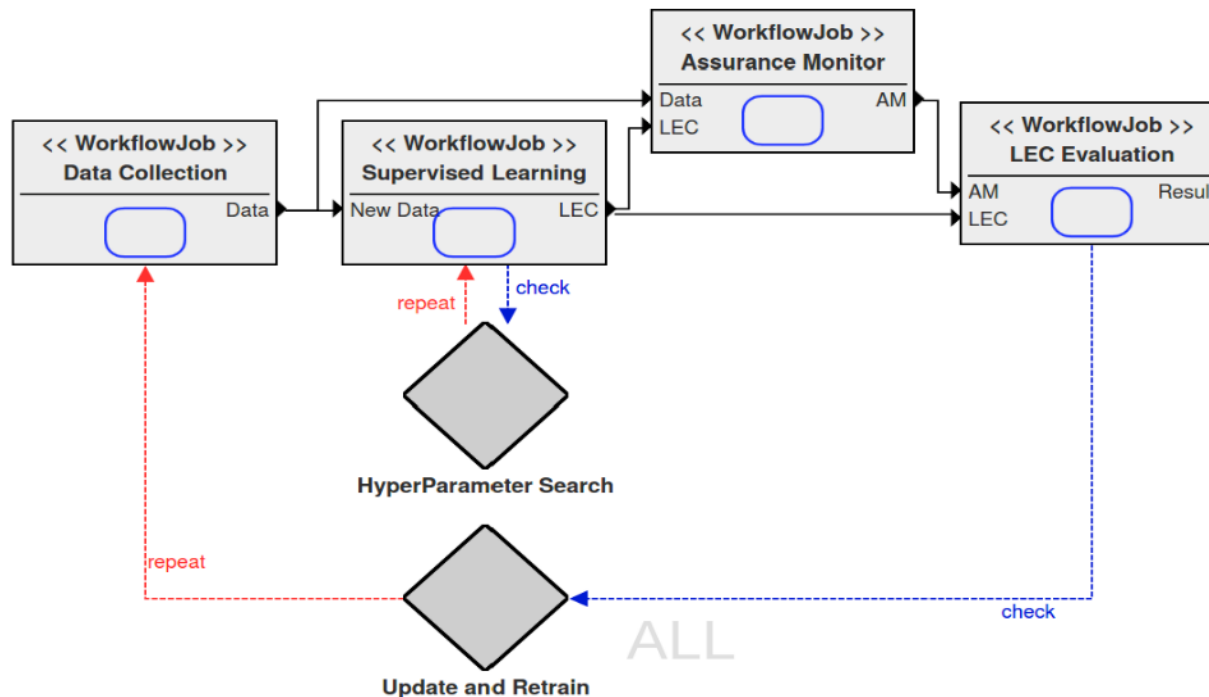 << WorkflowJob >>
Assurance Monitor
Data
AM
LEC
<< WorkflowJob >>
Data Collection
Data
<< WorkflowJob >>
Supervised Learning
New Data
LEC
<< WorkflowJob >>
LEC Evaluation
AM
Resul
LEC
repeat
check
HyperParameter Search
repeat
check
ALL
Update and Retrain